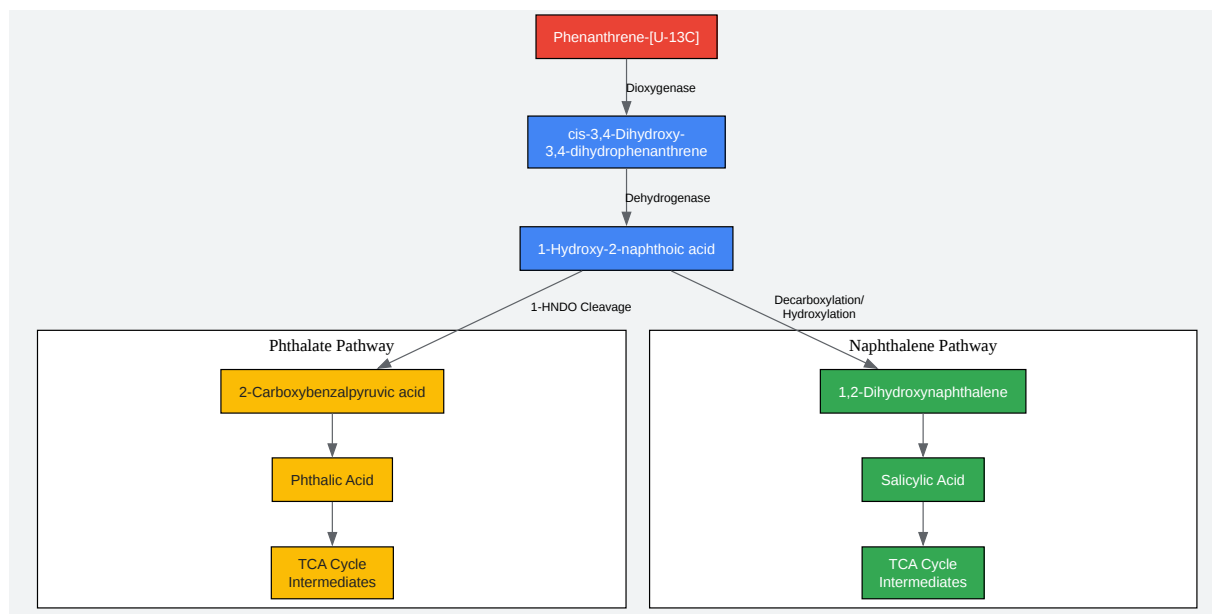 Phenanthrene-[U-13C]
Dioxygenase
cis-3,4-Dihydroxy-
3,4-dihydrophenanthrene
Dehydrogenase
1-Hydroxy-2-naphthoic acid
1-HNDO Cleavage
Decarboxylation/
Hydroxylation
Phthalate Pathway
2-Carboxybenzalpyruvic acid
Phthalic Acid
TCA Cycle
Intermediates
Naphthalene Pathway
1,2-Dihydroxynaphthalene
Salicylic Acid
TCA Cycle
Intermediates